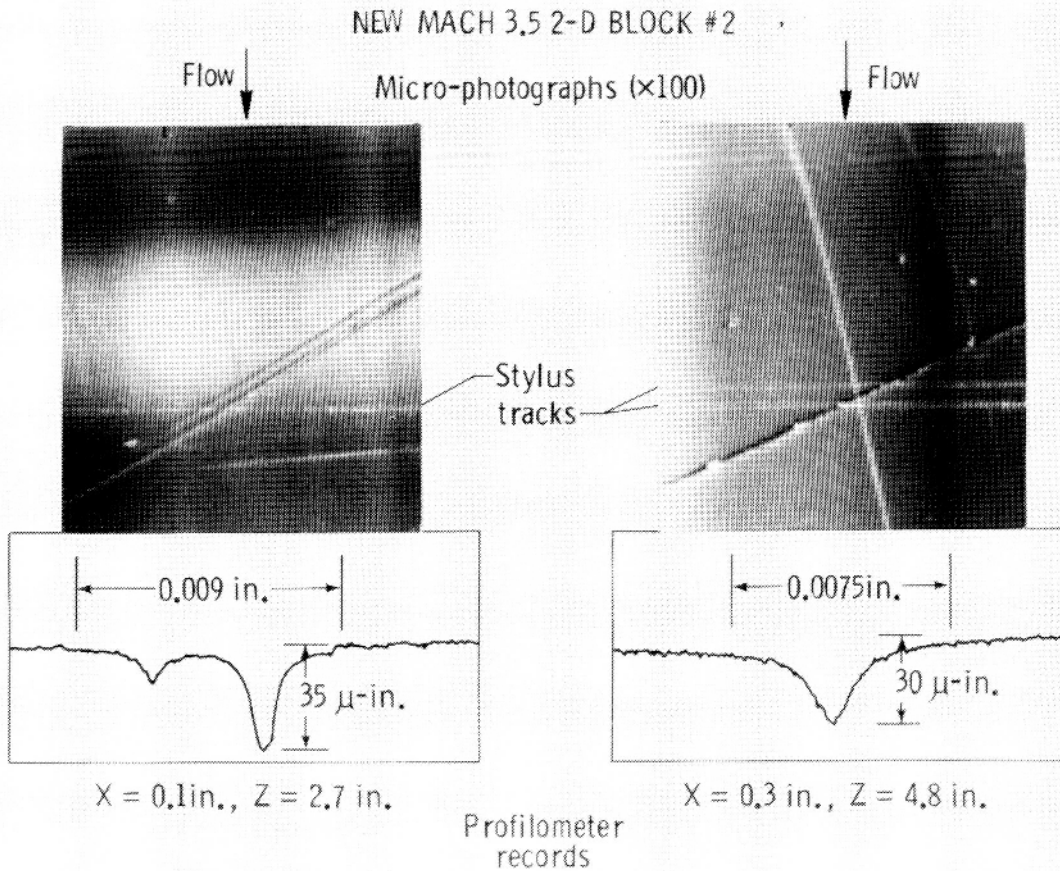 NEW MACH 3.5 2-D BLOCK #2
Flow
Micro-photographs (×100)
Flow
Stylus
tracks
0.009 in.
35 μ-in.
0.0075in.
30 μ-in.
X = 0.1in., Z = 2.7 in.
X = 0.3 in., Z = 4.8 in.
Profilometer
records